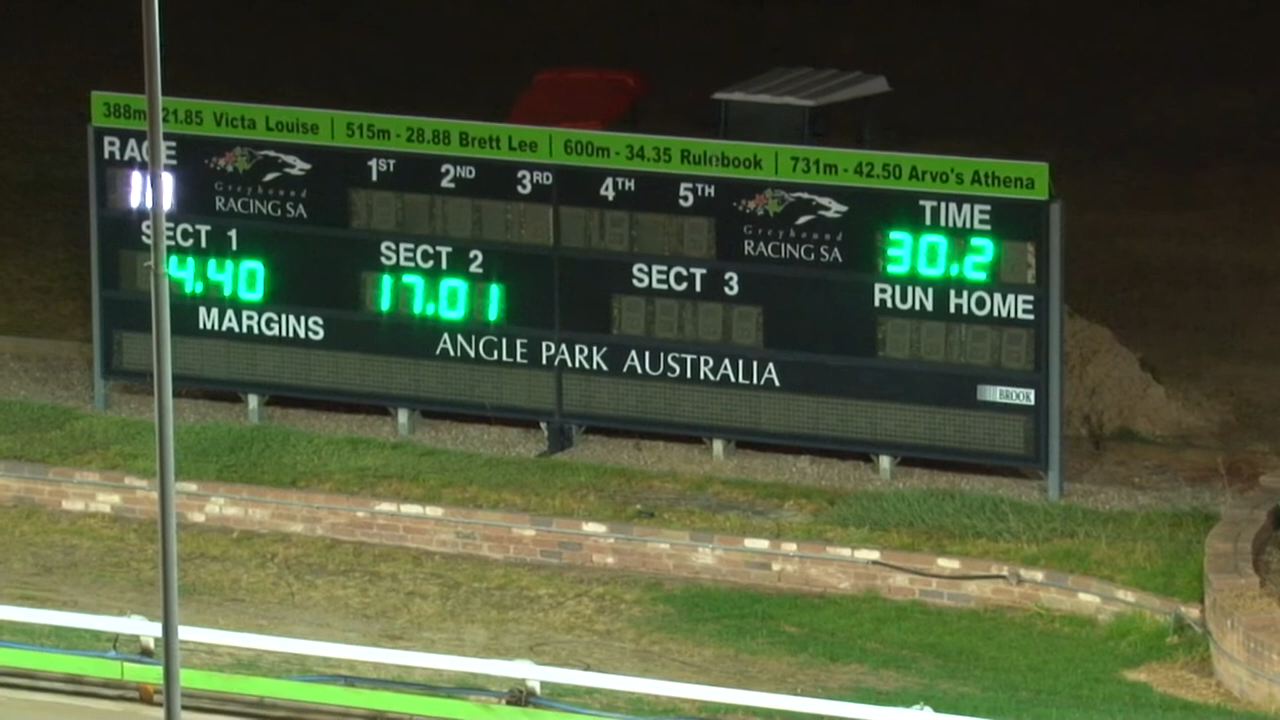 388m 21.85 Victa Louise | 515m - 28.88 Brett Lee | 600m - 34.35 Rulebook | 731m - 42.50 Arvo's Athena
RACE
Greyhound
RACING SA
1ST 2ND 3RD 4TH 5TH
Greyhound
RACING SA
TIME
30.2
SECT 1
4.40
SECT 2
17.01
SECT 3
RUN HOME
MARGINS
ANGLE PARK AUSTRALIA
BROOK